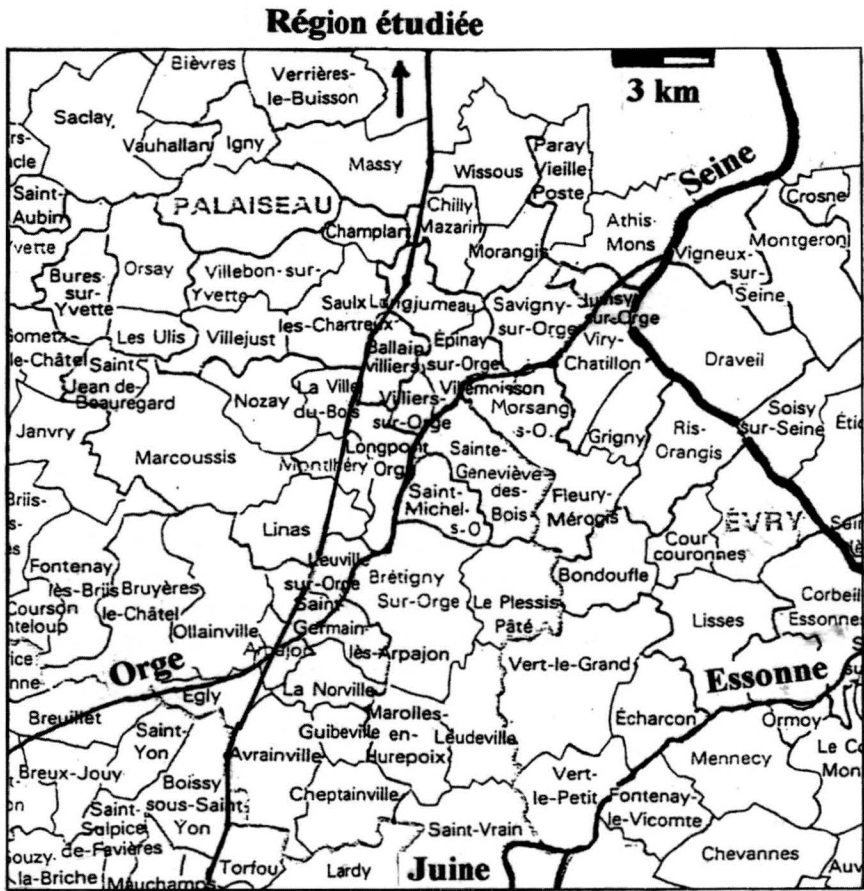 Région étudiée
Bièvres
Verrières-
le-Buisson
3 km
Saclay
Vauhallan
Igny
Massy
Wissous
Paray
Vieille
Poste
Seine
Saint-
Aubin
PALAISEAU
Champlan
Chilly
Mazarin
Morangis
Athis
Mons
Crosne
Montgeron
Vigneux-
sur-
Seine
Bures-
sur-
Yvette
Orsay
Villebon-sur-
Yvette
Saulx
les-Chartreux
Longjumeau
Savigny-
sur-Orge
sur-Orge
Viry-
Chatillon
Draveil
Les Ulis
Villejust
Ballain
villiers
Épinay
sur-Orge
le-Châtel
Saint
Jean de-
Beauregard
Nozay
La Ville
du-Bois
Villiers-
sur-Orge
Villemoisson
Morsang
s-O.
Grigny
Ris-
Orangis
Soisy
sur-Seine
Janvry
Marcoussis
Montlhéry
Longpont
Orge
Sainte-
Geneviève
des-
Bois
Saint-
Michel
s-O
Fleury-
Mérogis
ÉVRY
Linas
Leuville
sur-Orge
Brétigny
Sur-Orge
Bondoufle
Cour
couronnes
Fontenay
lès-Briis
Bruyères
le-Châtel
Ollainville
Saint-
Germain
lès-Arpajon
Arpajon
Le Plessis
Pâté
Lisses
Corbeil
Essonnes
Courson
Orge
Egly
La Norville
Vert-le-Grand
Essonne
Breuillet
Saint-
Yon
Avrainville
Guibeville
Marolles
en-
Hurepoix
Leudeville
Écharcon
Ormoy
Mennecy
Breux-Jouy
Boissy
sous-Saint-
Yon
Cheptainville
Vert-
le-Petit
Fontenay-
le-Vicomte
Saint-
Sulpice
de-Favières
Saint-Vrain
Chevannes
la-Briche
Mauchamps
Torfou
Lardy
Juine